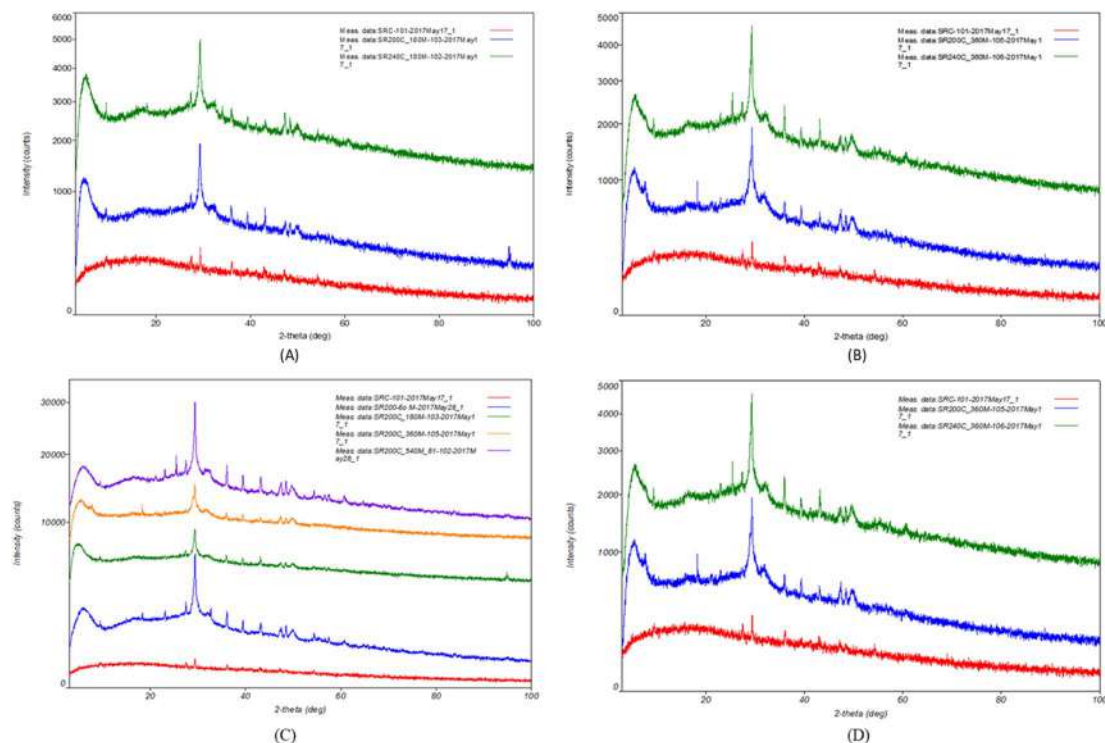 6000
5000
4000
3000
2000
1000
0
Intensity (counts)
Meas. data:SRC-101-2017May17_1
Meas. data:SR200C_180M-103-2017May1
7_1
Meas. data:SR240C_180M-102-2017May1
7_1
20 40 60 80 100
2-theta (deg)
(A)
5000
4000
3000
2000
1000
0
Intensity (counts)
Meas. data:SRC-101-2017May17_1
Meas. data:SR200C_360M-105-2017May1
7_1
Meas. data:SR240C_360M-106-2017May1
7_1
20 40 60 80 100
2-theta (deg)
(B)
30000
20000
10000
0
Intensity (counts)
Meas. data:SRC-101-2017May17_1
Meas. data:SR200-6o M-2017May28_1
Meas. data:SR200C_180M-103-2017May1
7_1
Meas. data:SR200C_360M-105-2017May1
7_1
Meas. data:SR200C_540M_81-102-2017M
ay28_1
20 40 60 80 100
2-theta (deg)
(C)
5000
4000
3000
2000
1000
0
Intensity (counts)
Meas. data:SRC-101-2017May17_1
Meas. data:SR200C_360M-105-2017May1
7_1
Meas. data:SR240C_360M-106-2017May1
7_1
20 40 60 80 100
2-theta (deg)
(D)